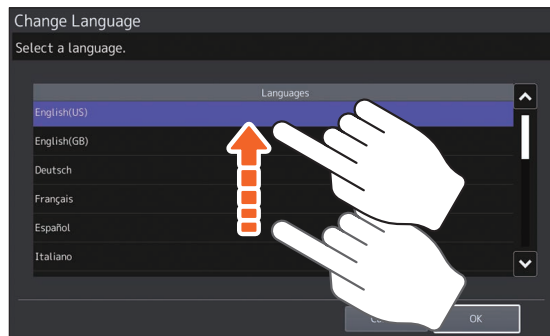 Change Language
Select a language.
Languages
English(US)
English(GB)
Deutsch
Français
Español
Italiano
OK